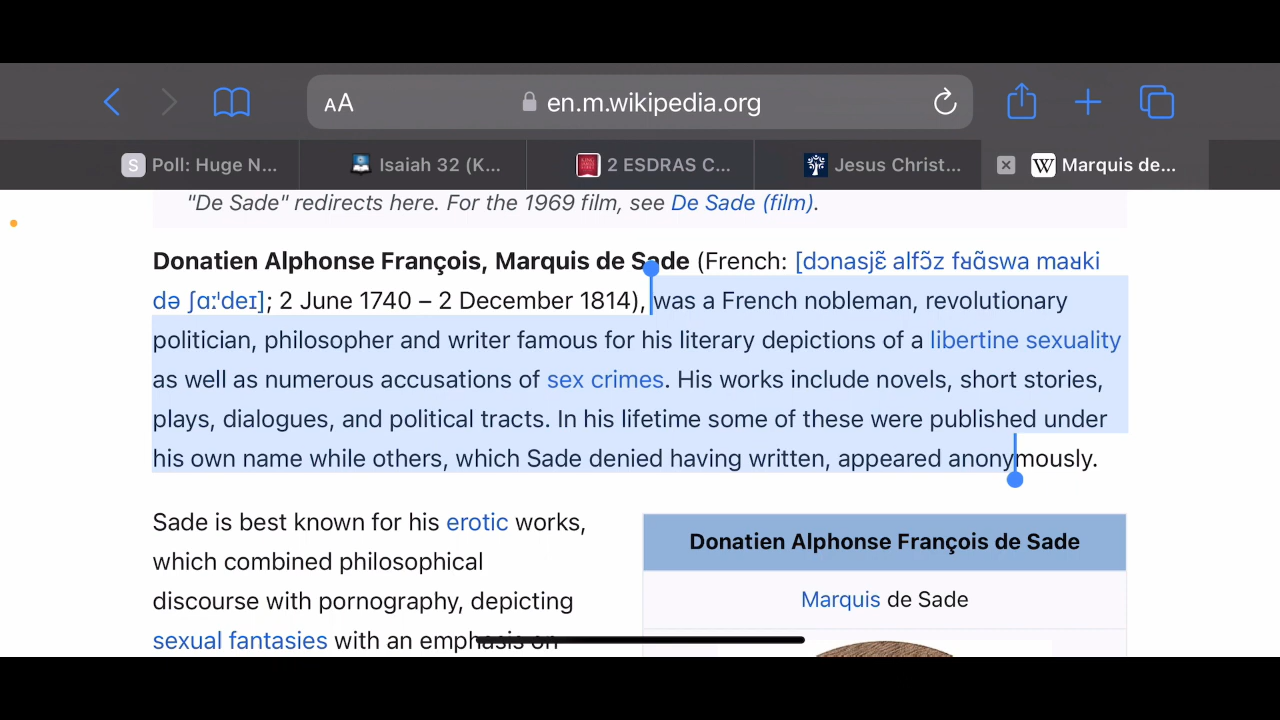 AA en.m.wikipedia.org
S Poll: Huge N... Isaiah 32 (K... 2 ESDRAS C... Jesus Christ... W Marquis de...
"De Sade" redirects here. For the 1969 film, see De Sade (film).
Donatien Alphonse François, Marquis de Sade (French: [dɔnasjɛ̃ alfɔ̃z fʁɑ̃swa maʁki
də ʃɑːˈdeɪ]; 2 June 1740 – 2 December 1814), was a French nobleman, revolutionary
politician, philosopher and writer famous for his literary depictions of a libertine sexuality
as well as numerous accusations of sex crimes. His works include novels, short stories,
plays, dialogues, and political tracts. In his lifetime some of these were published under
his own name while others, which Sade denied having written, appeared anonymously.
Sade is best known for his erotic works,
which combined philosophical
discourse with pornography, depicting
sexual fantasies with an emphasis on
Donatien Alphonse François de Sade
Marquis de Sade